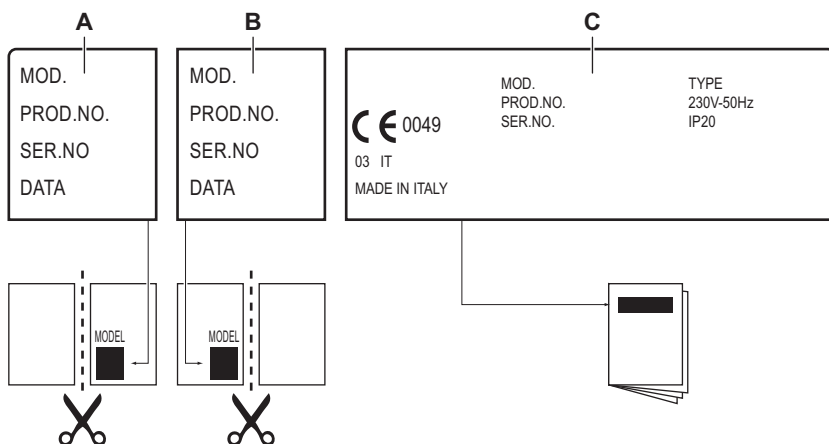 A
B
C
MOD.
PROD.NO.
SER.NO
DATA
MOD.
PROD.NO.
SER.NO
DATA
MOD.
PROD.NO.
SER.NO.
TYPE
230V-50Hz
IP20
CE 0049
03 IT
MADE IN ITALY
MODEL
MODEL